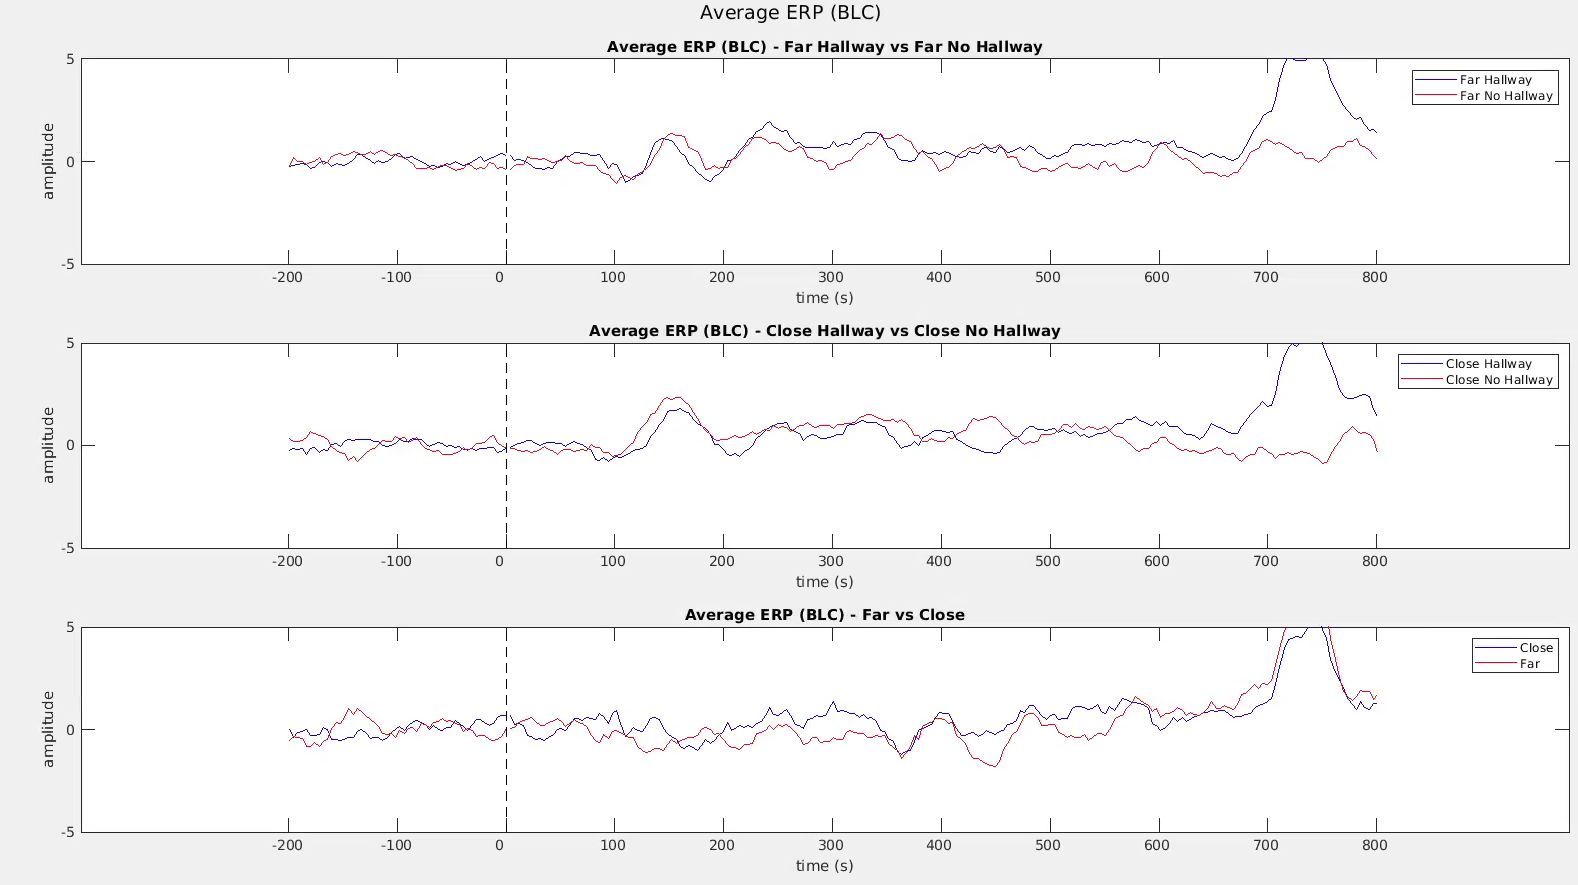 Average ERP (BLC)
Average ERP (BLC) - Far Hallway vs Far No Hallway
5
0
-5
amplitude
Far Hallway
Far No Hallway
-200 -100 0 100 200 300 400 500 600 700 800
time (s)
Average ERP (BLC) - Close Hallway vs Close No Hallway
5
0
-5
amplitude
Close Hallway
Close No Hallway
-200 -100 0 100 200 300 400 500 600 700 800
time (s)
Average ERP (BLC) - Far vs Close
5
0
-5
amplitude
Close
Far
-200 -100 0 100 200 300 400 500 600 700 800
time (s)